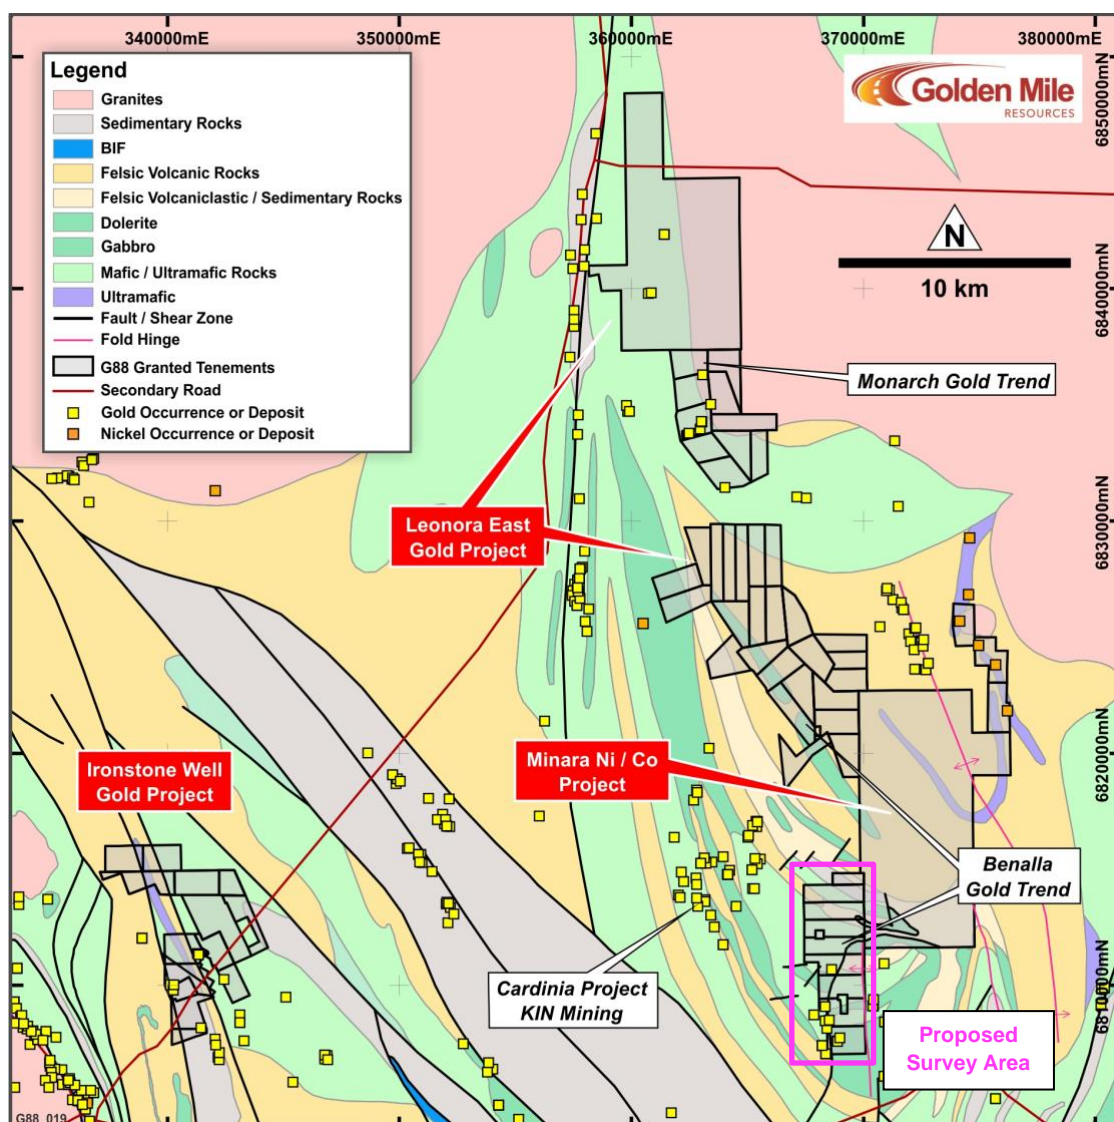 340000mE
350000mE
360000mE
370000mE
380000mE
Legend
Granites
Sedimentary Rocks
BIF
Felsic Volcanic Rocks
Felsic Volcaniclastic / Sedimentary Rocks
Dolerite
Gabbro
Mafic / Ultramafic Rocks
Ultramafic
Fault / Shear Zone
Fold Hinge
G88 Granted Tenements
Secondary Road
Gold Occurrence or Deposit
Nickel Occurrence or Deposit
Golden Mile
RESOURCES
6850000mN
N
10 km
6840000mN
Monarch Gold Trend
Leonora East
Gold Project
6830000mN
Minara Ni / Co
Project
6820000mN
Ironstone Well
Gold Project
Benalla
Gold Trend
Cardinia Project
KIN Mining
6810000mN
Proposed
Survey Area
G88_019